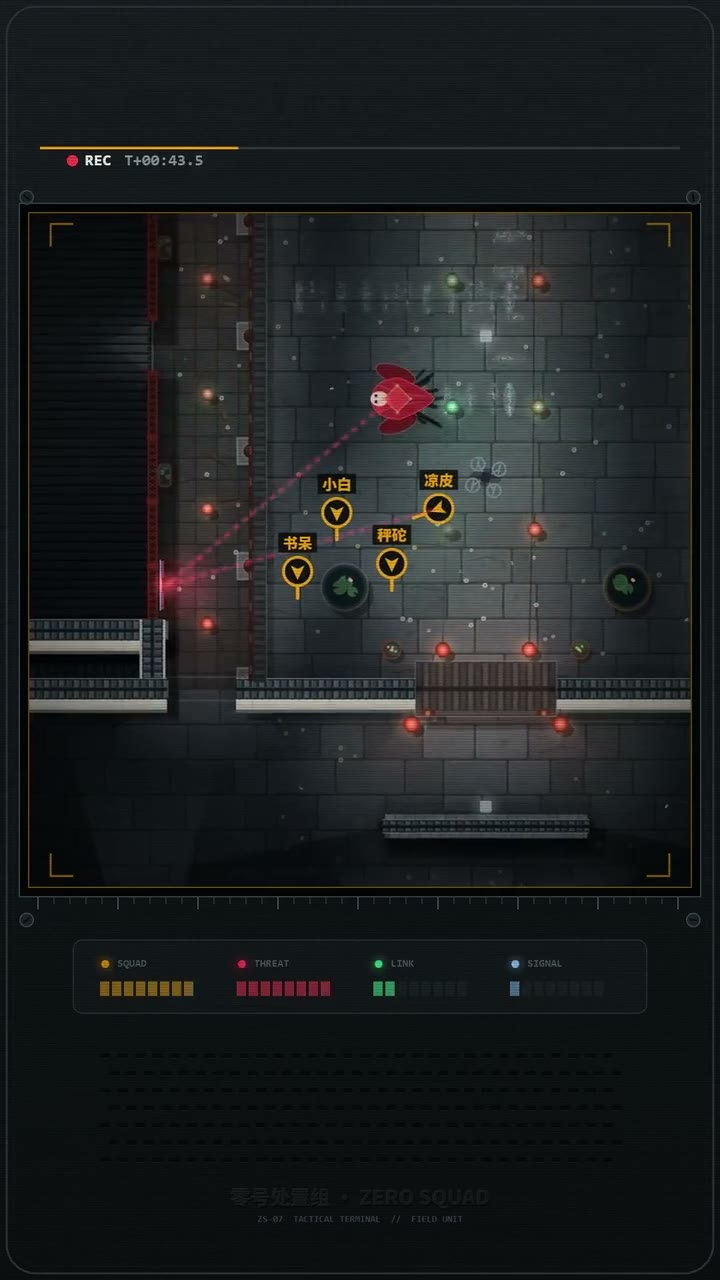 REC T+00:43.5
小白
凉皮
秤砣
书呆
SQUAD THREAT LINK SIGNAL
零号处置组 · ZERO SQUAD
ZS-07 TACTICAL TERMINAL // FIELD UNIT